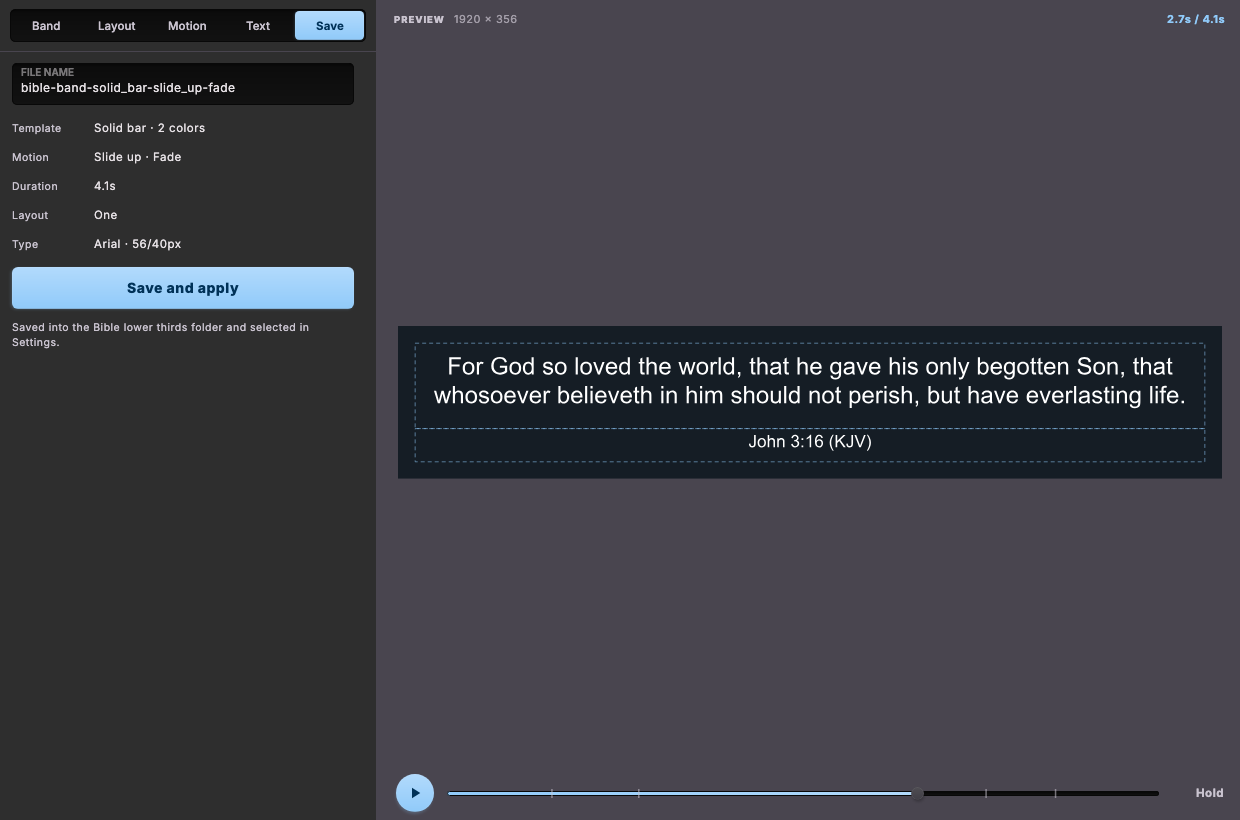 Band Layout Motion Text Save
FILE NAME
bible-band-solid_bar-slide_up-fade
Template Solid bar · 2 colors
Motion Slide up · Fade
Duration 4.1s
Layout One
Type Arial · 56/40px
Save and apply
Saved into the Bible lower thirds folder and selected in
Settings.
PREVIEW 1920 × 356
2.7s / 4.1s
For God so loved the world, that he gave his only begotten Son, that
whosoever believeth in him should not perish, but have everlasting life.
John 3:16 (KJV)
Hold